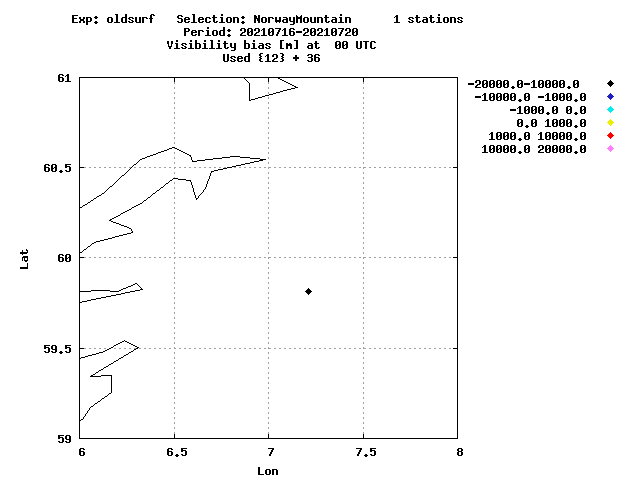 Exp: oldsurf   Selection: NorwayMountain      1 stations
Period: 20210716-20210720
Visibility bias [m] at  00 UTC
Used {12} + 36
61
60.5
60
59.5
59
Lat
6 6.5 7 7.5 8
Lon
-20000.0-10000.0
-10000.0 -1000.0
-1000.0 0.0
0.0 1000.0
1000.0 10000.0
10000.0 20000.0